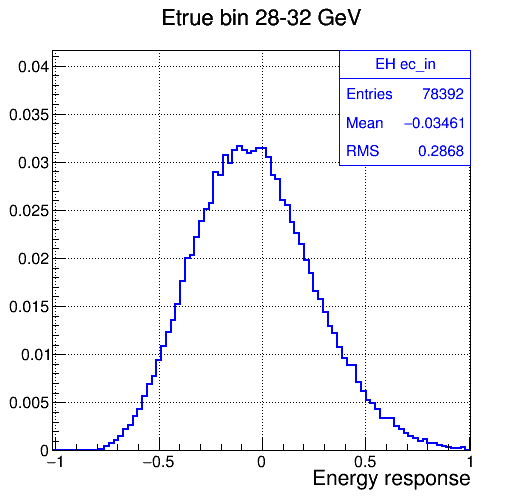 Etrue bin 28-32 GeV
EH ec_in
Entries 78392
Mean −0.03461
RMS 0.2868
0.04
0.035
0.03
0.025
0.02
0.015
0.01
0.005
0
−1 −0.5 0 0.5 1
Energy response